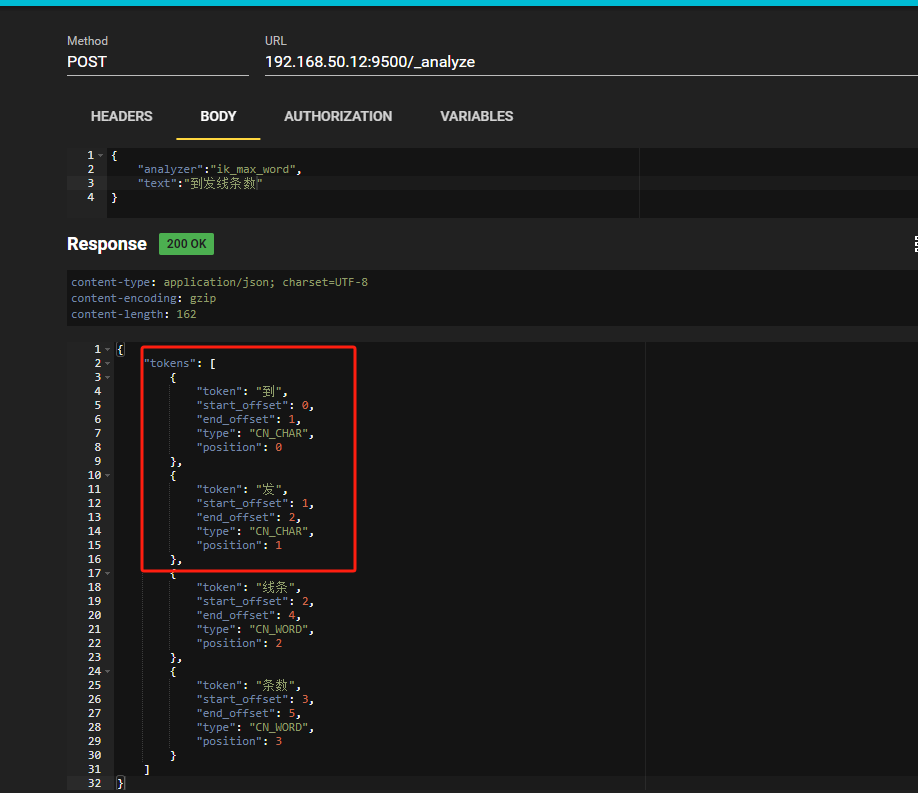 Method
URL
POST
192.168.50.12:9500/_analyze
HEADERS
BODY
AUTHORIZATION
VARIABLES
1 {
2 "analyzer":"ik_max_word",
3 "text":"到发线条数"
4 }
Response
200 OK
content-type: application/json; charset=UTF-8
content-encoding: gzip
content-length: 162
1 {
2 "tokens": [
3 {
4 "token": "到",
5 "start_offset": 0,
6 "end_offset": 1,
7 "type": "CN_CHAR",
8 "position": 0
9 },
10 {
11 "token": "发",
12 "start_offset": 1,
13 "end_offset": 2,
14 "type": "CN_CHAR",
15 "position": 1
16 },
17 {
18 "token": "线条",
19 "start_offset": 2,
20 "end_offset": 4,
21 "type": "CN_WORD",
22 "position": 2
23 },
24 {
25 "token": "条数",
26 "start_offset": 3,
27 "end_offset": 5,
28 "type": "CN_WORD",
29 "position": 3
30 }
31 ]
32 }